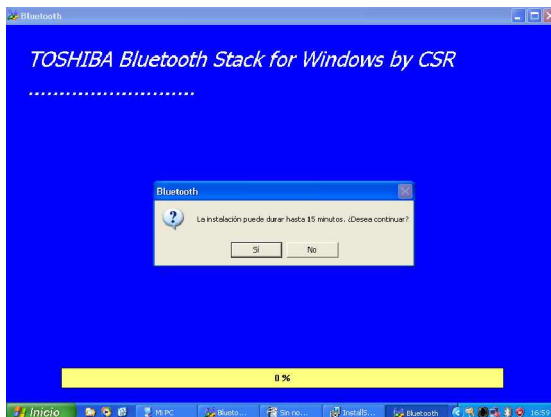 Bluetooth
TOSHIBA Bluetooth Stack for Windows by CSR
...........................
Bluetooth
La instalación puede durar hasta 15 minutos. ¿Desea continuar?
Sí
No
0 %
Inicio
Mi PC
Blueto...
Sin no...
InstallS...
Bluetooth
16:59